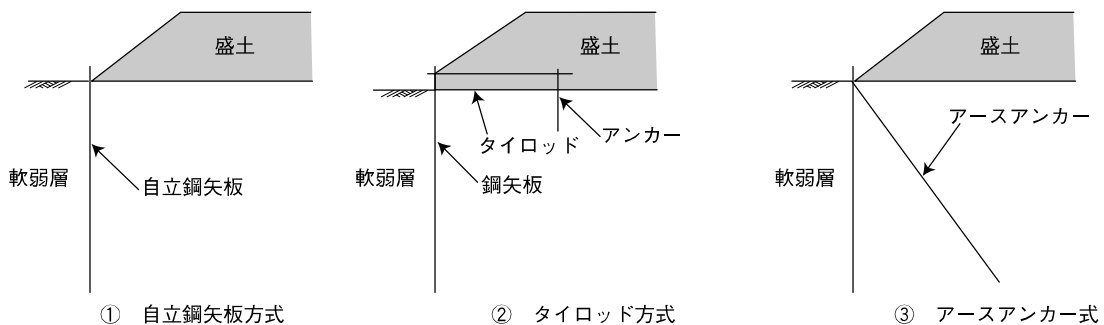 盛土
軟弱層
自立鋼矢板
① 自立鋼矢板方式
盛土
タイロッド
アンカー
軟弱層
鋼矢板
② タイロッド方式
盛土
アースアンカー
軟弱層
③ アースアンカー式